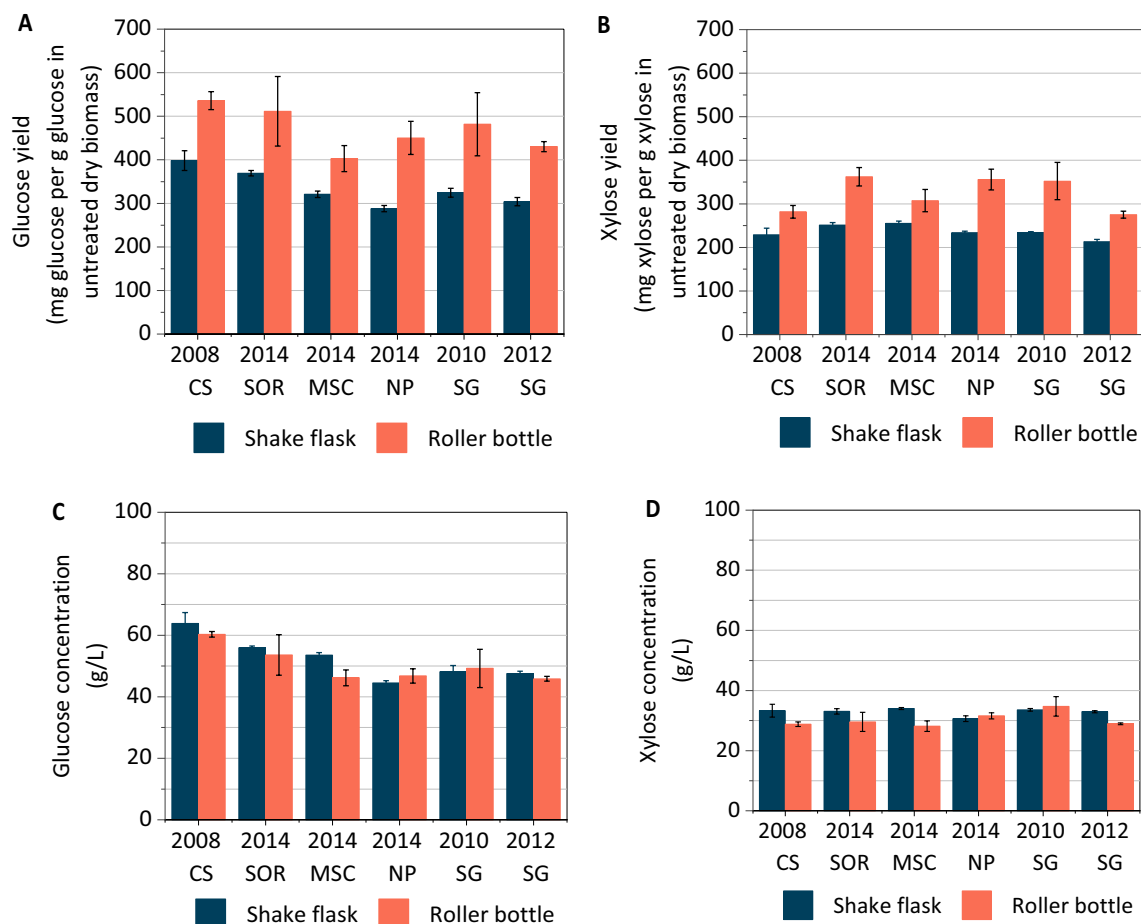 A
Glucose yield
(mg glucose per g glucose in
untreated dry biomass)
700
600
500
400
300
200
100
0
2008 2014 2014 2014 2010 2012
CS SOR MSC NP SG SG
Shake flask Roller bottle
B
Xylose yield
(mg xylose per g xylose in
untreated dry biomass)
700
600
500
400
300
200
100
0
2008 2014 2014 2014 2010 2012
CS SOR MSC NP SG SG
Shake flask Roller bottle
C
Glucose concentration
(g/L)
100
80
60
40
20
0
2008 2014 2014 2014 2010 2012
CS SOR MSC NP SG SG
Shake flask Roller bottle
D
Xylose concentration
(g/L)
100
80
60
40
20
0
2008 2014 2014 2014 2010 2012
CS SOR MSC NP SG SG
Shake flask Roller bottle